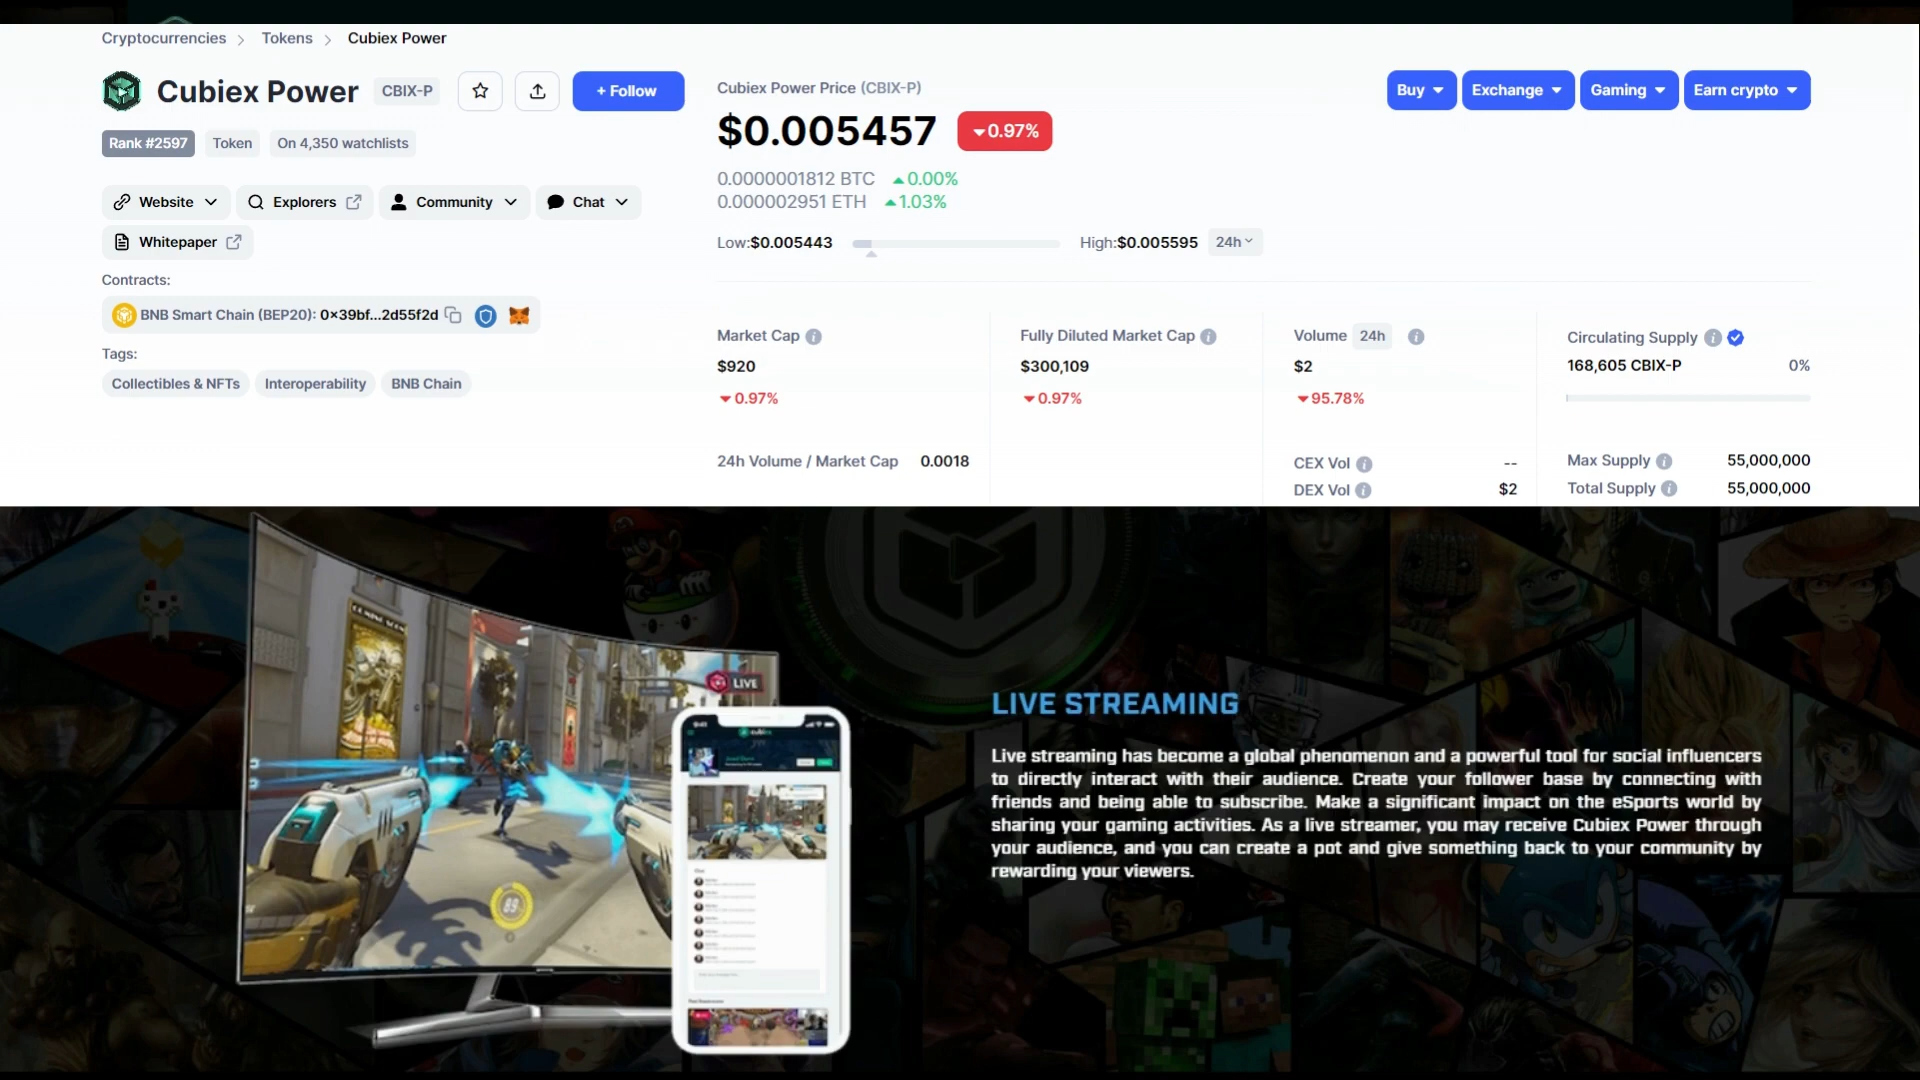 Cryptocurrencies > Tokens > Cubiex Power
Cubiex Power CBIX-P + Follow
Rank #2597 Token On 4,350 watchlists
Website Explorers Community Chat
Whitepaper
Contracts:
BNB Smart Chain (BEP20): 0x39bf...2d55f2d
Tags:
Collectibles & NFTs Interoperability BNB Chain
Cubiex Power Price (CBIX-P)
$0.005457 0.97%
0.0000001812 BTC 0.00%
0.000002951 ETH 1.03%
Low:$0.005443 High:$0.005595 24h
Buy Exchange Gaming Earn crypto
Market Cap
$920
0.97%
24h Volume / Market Cap 0.0018
Fully Diluted Market Cap
$300,109
0.97%
Volume 24h
$2
95.78%
CEX Vol --
DEX Vol $2
Circulating Supply
168,605 CBIX-P 0%
Max Supply 55,000,000
Total Supply 55,000,000
LIVE
89
cubiex
LIVE STREAMING
Live streaming has become a global phenomenon and a powerful tool for social influencers
to directly interact with their audience. Create your follower base by connecting with
friends and being able to subscribe. Make a significant impact on the eSports world by
sharing your gaming activities. As a live streamer, you may receive Cubiex Power through
your audience, and you can create a pot and give something back to your community by
rewarding your viewers.